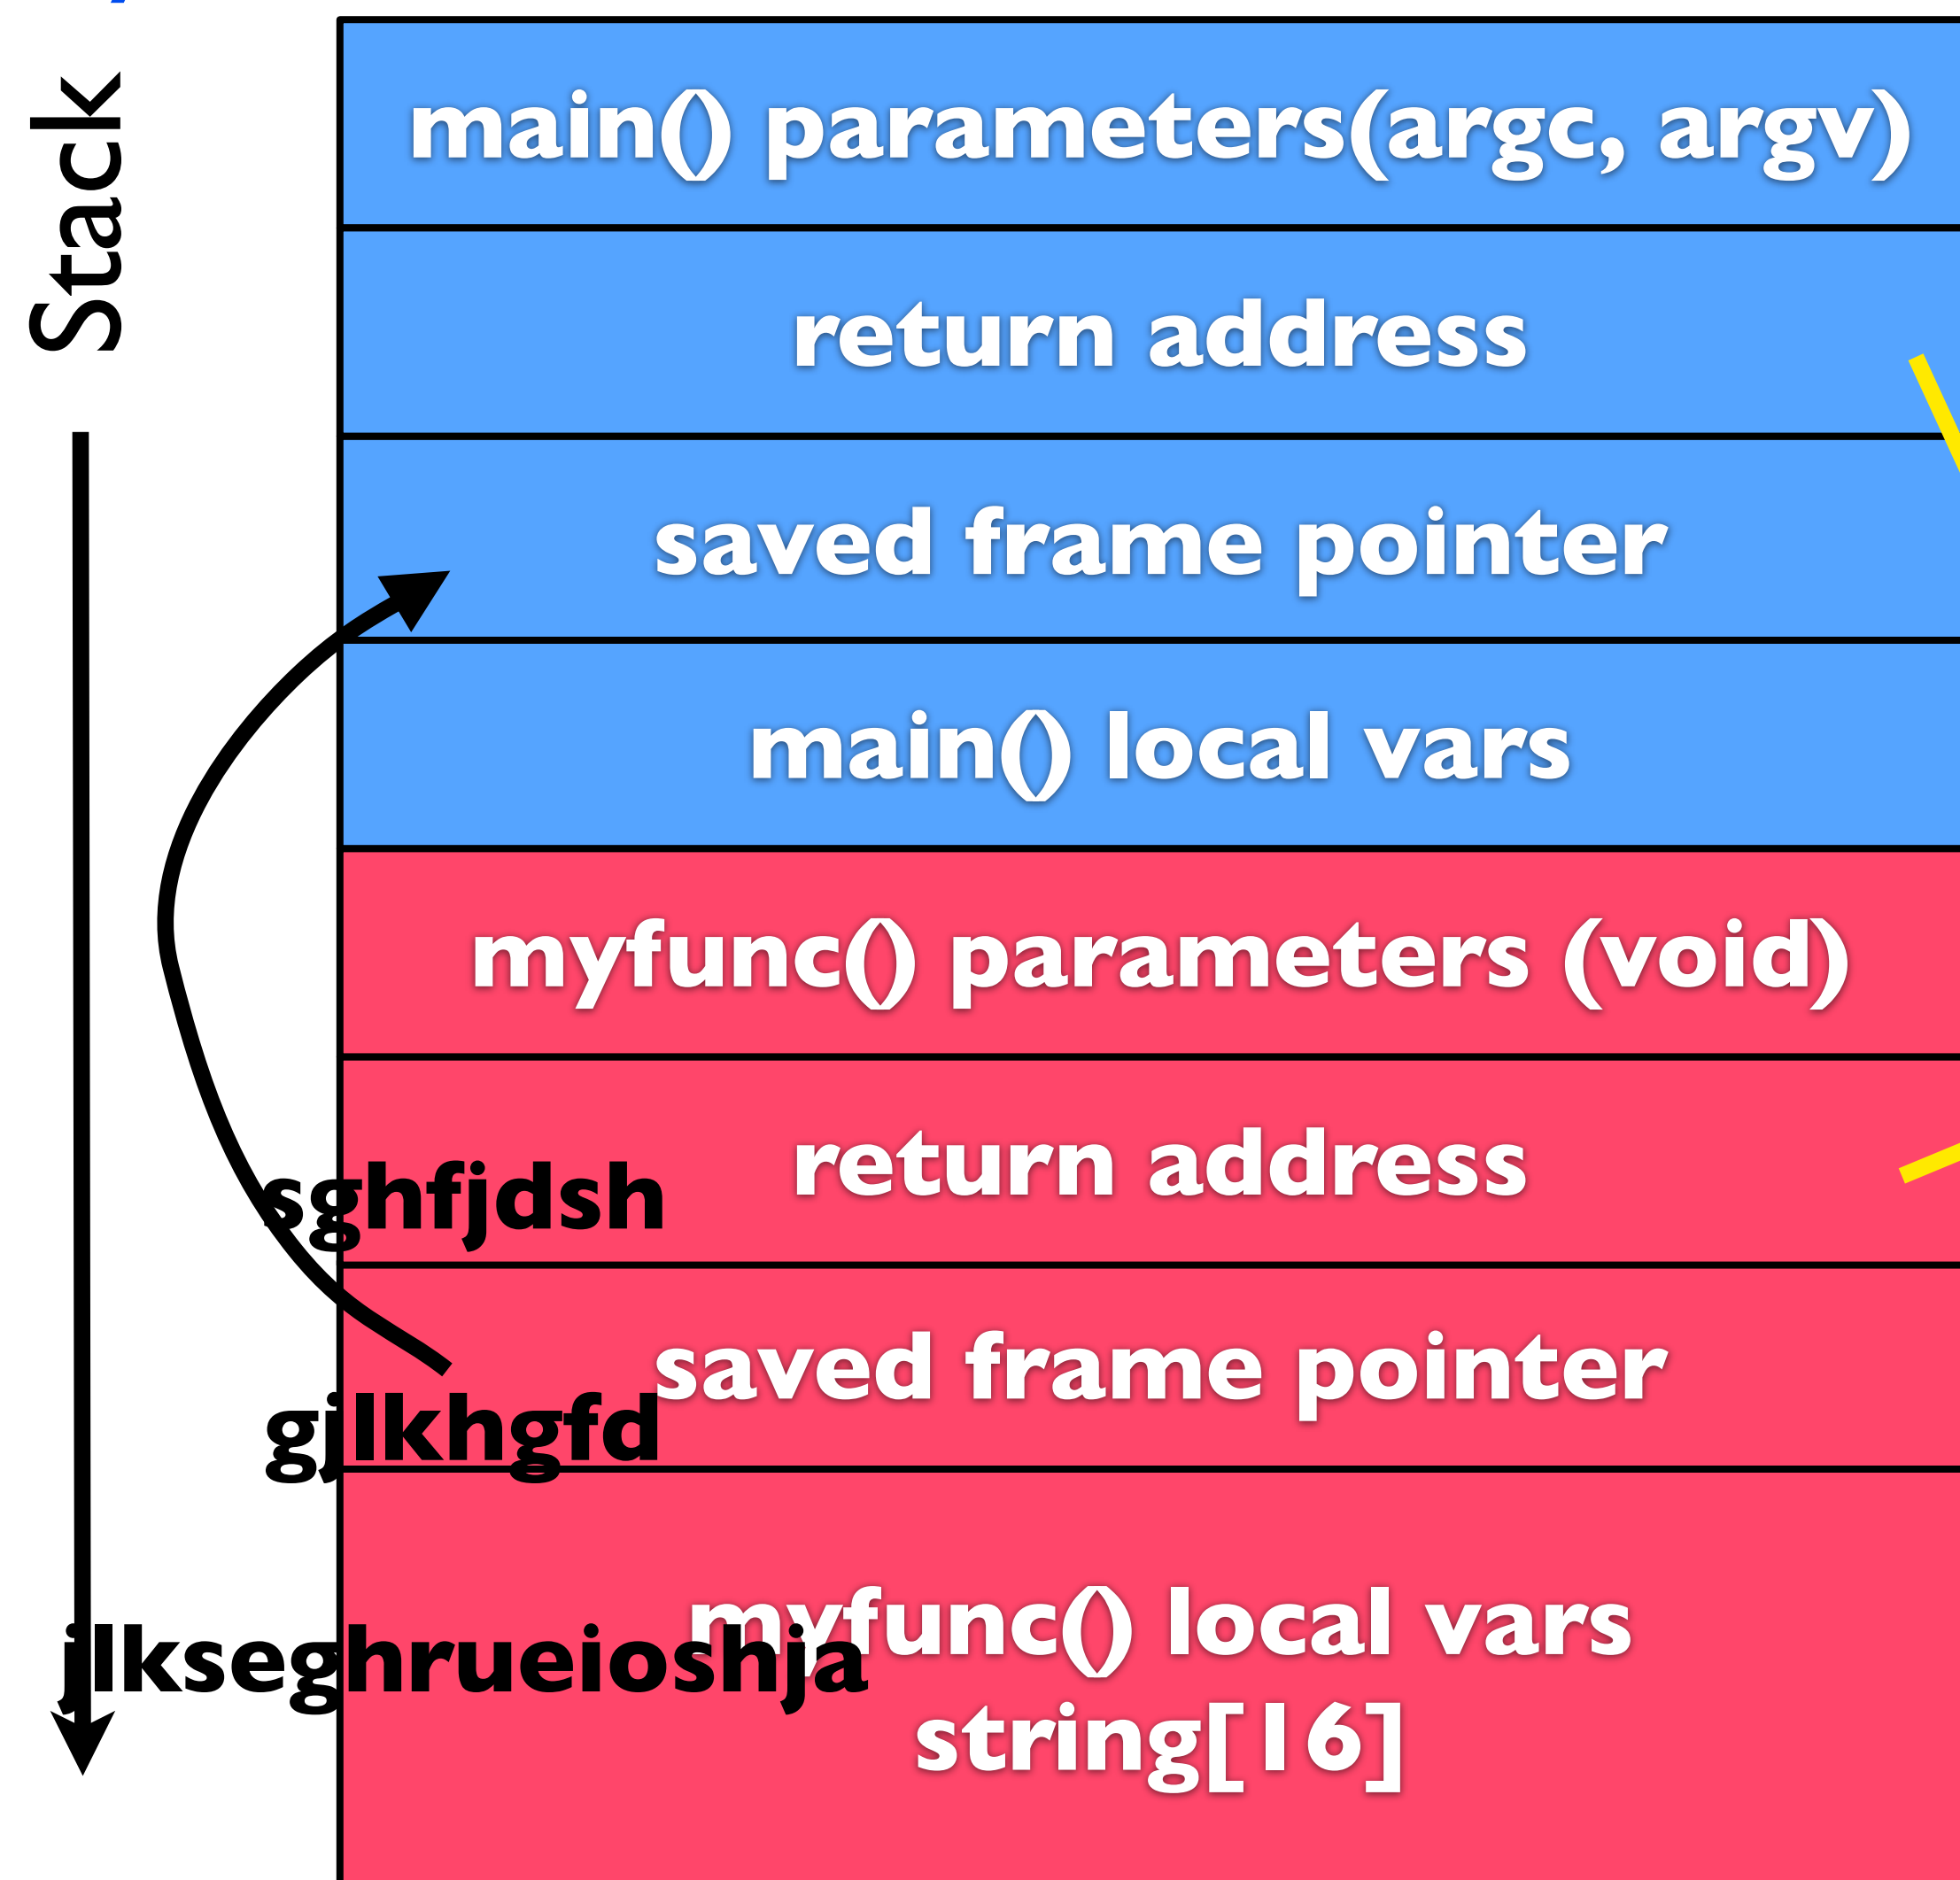 Stack
main() parameters(argc, argv)
return address
saved frame pointer
main() local vars
myfunc() parameters (void)
return address
sghfjdsh
saved frame pointer
gjlkhgfd
myfunc() local vars
jlkseghrueioshja
string[16]